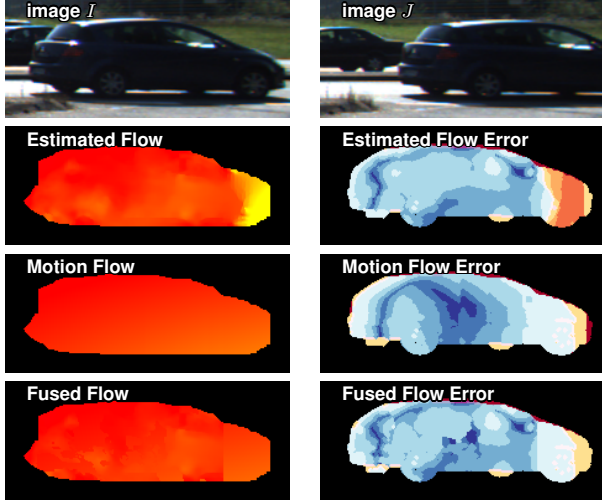 image I
image J
Estimated Flow
Estimated Flow Error
Motion Flow
Motion Flow Error
Fused Flow
Fused Flow Error